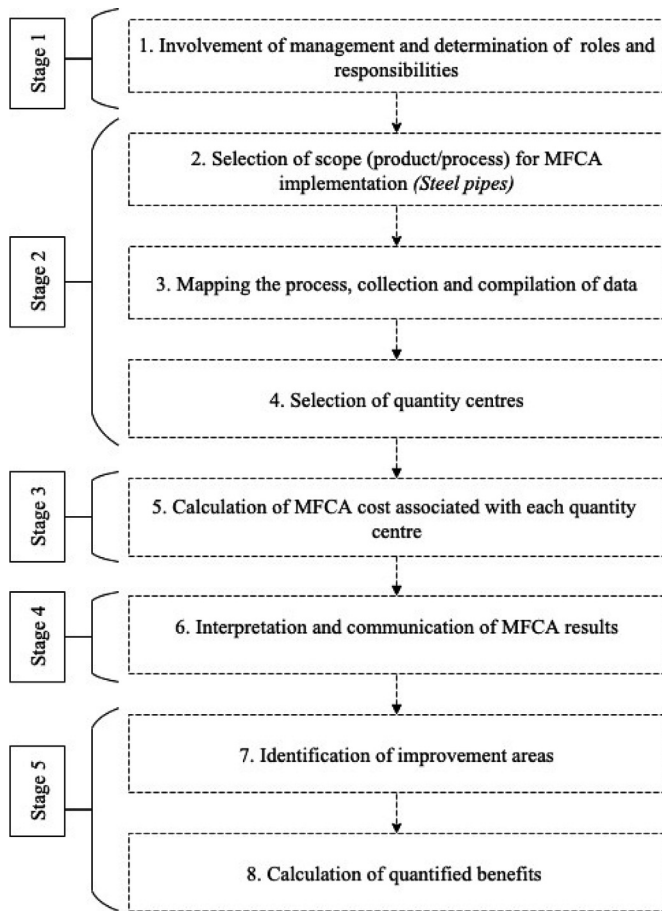 Stage 1
1. Involvement of management and determination of roles and
responsibilities
Stage 2
2. Selection of scope (product/process) for MFCA
implementation (Steel pipes)
3. Mapping the process, collection and compilation of data
4. Selection of quantity centres
Stage 3
5. Calculation of MFCA cost associated with each quantity
centre
Stage 4
6. Interpretation and communication of MFCA results
Stage 5
7. Identification of improvement areas
8. Calculation of quantified benefits